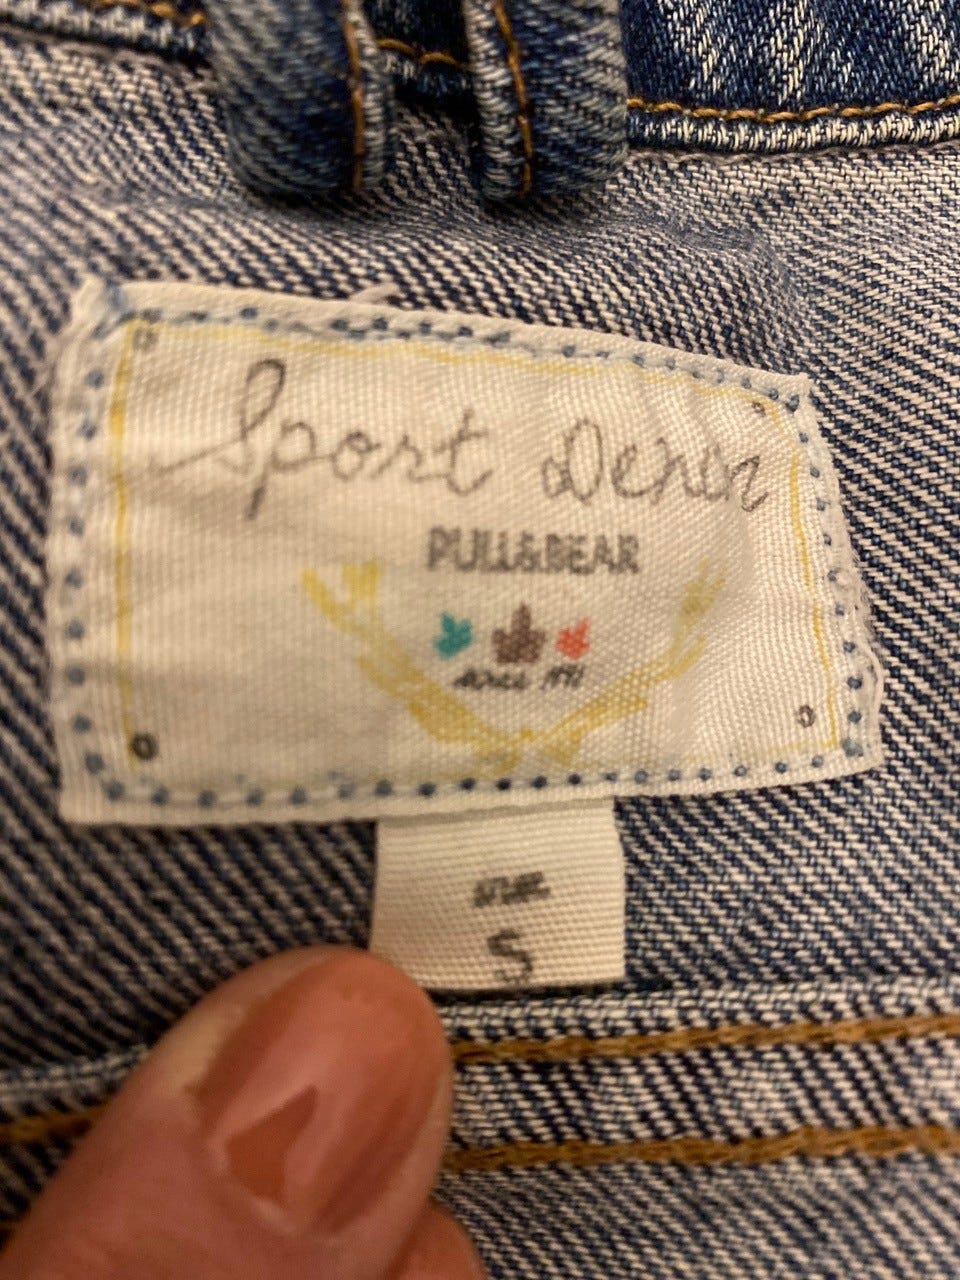 Sport Denim
PULL&BEAR
since 1991
S